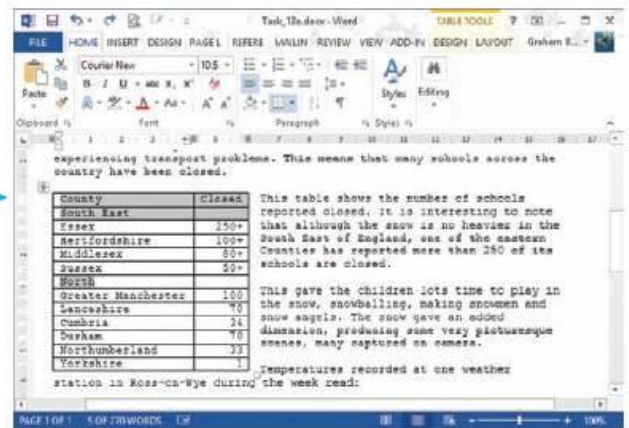 Task_13e.docx - Word
TABLE TOOLS
FILE HOME INSERT DESIGN PAGE L REFERE MAILIN REVIEW VIEW ADD-IN DESIGN LAYOUT Graham B...
Courier New 10.5
Paste
Styles Editing
Clipboard Font Paragraph Styles
experiencing transport problems. This means that many schools across the
country have been closed.
County Closed
South East
Essex 250+
Hertfordshire 100+
Middlesex 80+
Sussex 50+
North
Greater Manchester 100
Lancashire 70
Cumbria 34
Durham 70
Northumberland 33
Yorkshire 1
This table shows the number of schools
reported closed. It is interesting to note
that although the snow is no heavier in the
South East of England, one of the eastern
Counties has reported more than 250 of its
schools are closed.
This gave the children lots time to play in
the snow, snowballing, making snowmen and
snow angels. The snow gave an added
dimension, producing some very picturesque
scenes, many captured on camera.
Temperatures recorded at one weather
station in Ross-on-Wye during the week read:
PAGE 1 OF 1 5 OF 270 WORDS
100%